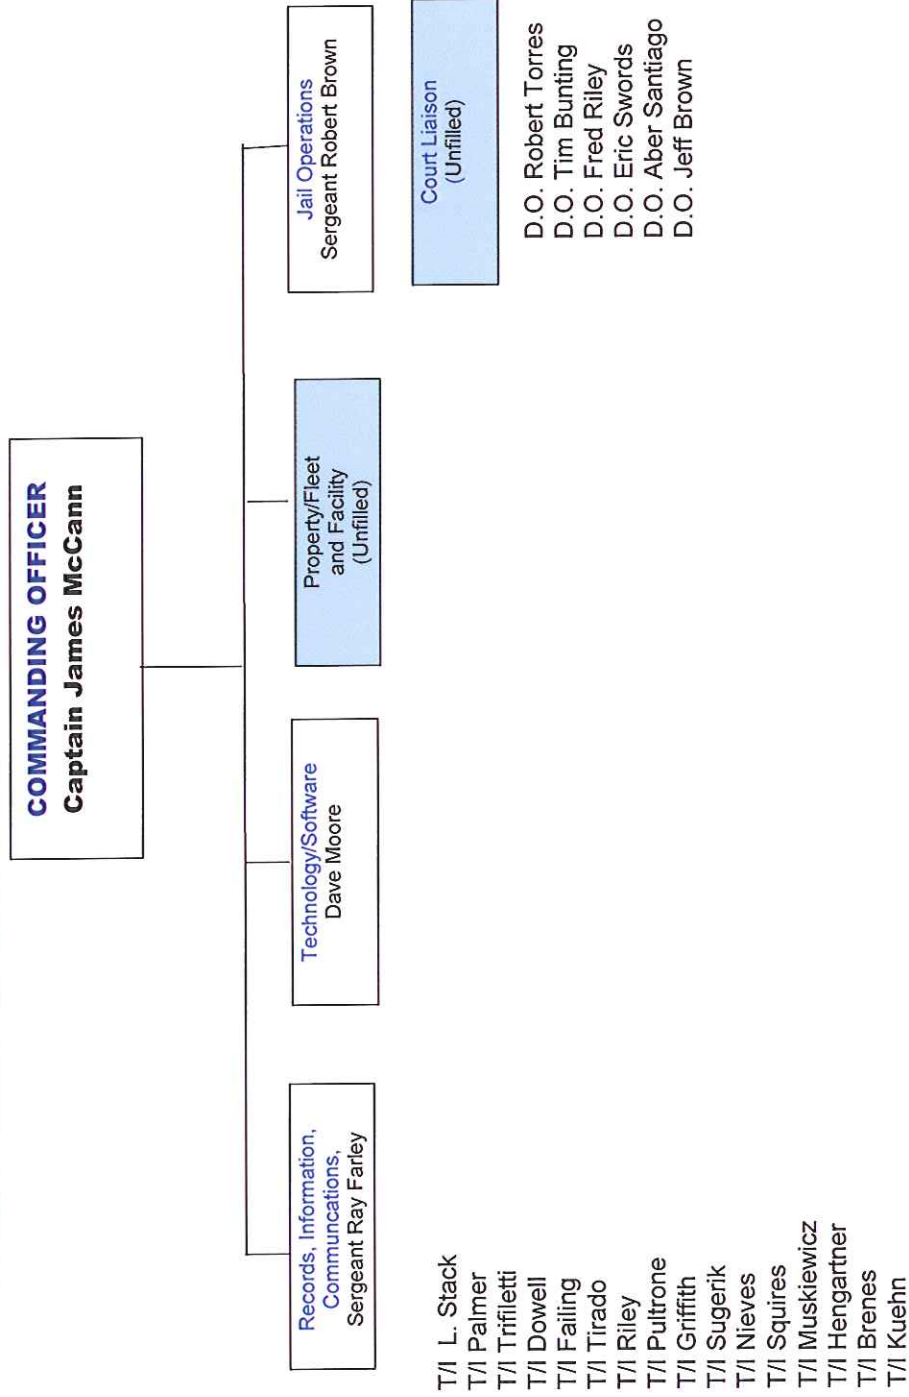 COMMANDING OFFICER
Captain James McCann
Records, Information,
Communcations,
Sergeant Ray Farley
Technology/Software
Dave Moore
Property/Fleet
and Facility
(Unfilled)
Jail Operations
Sergeant Robert Brown
Court Liaison
(Unfilled)
T/I L. Stack
T/I Palmer
T/I Trifiletti
T/I Dowell
T/I Failing
T/I Tirado
T/I Riley
T/I Pultrone
T/I Griffith
T/I Sugerik
T/I Nieves
T/I Squires
T/I Muskiewicz
T/I Hengartner
T/I Brenes
T/I Kuehn
D.O. Robert Torres
D.O. Tim Bunting
D.O. Fred Riley
D.O. Eric Swords
D.O. Aber Santiago
D.O. Jeff Brown